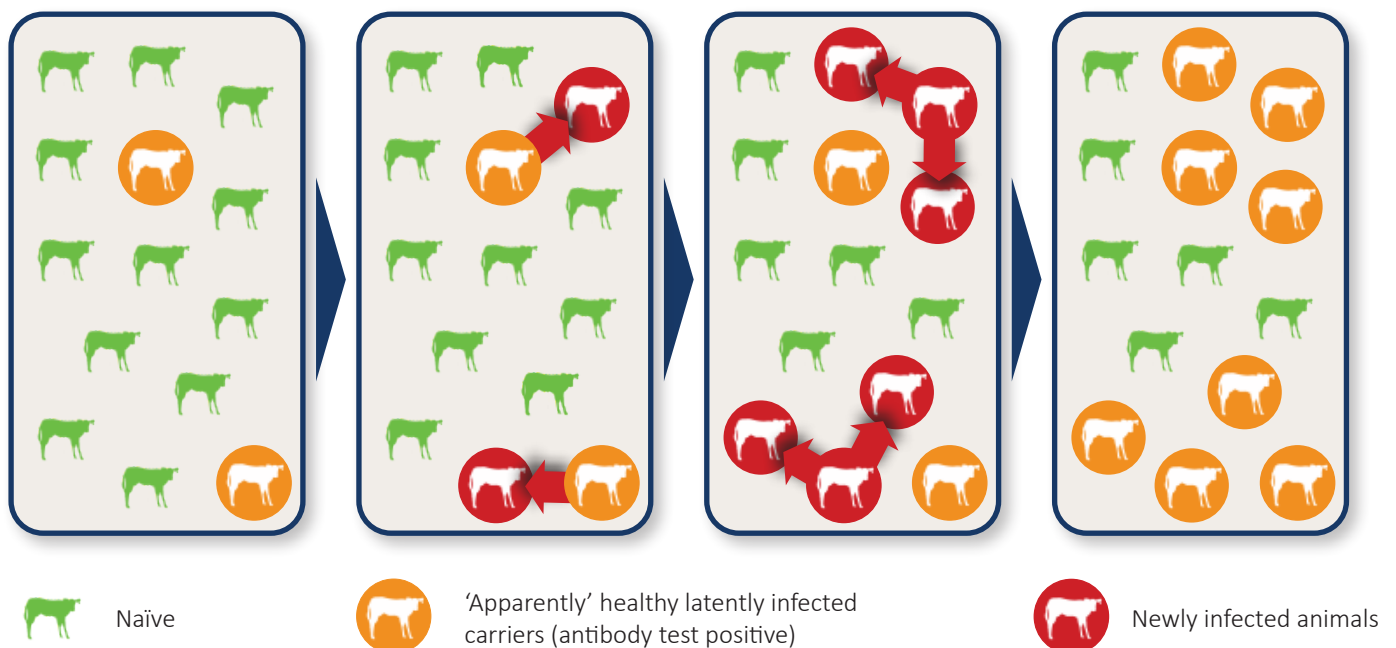 Naïve
‘Apparently’ healthy latently infected
carriers (antibody test positive)
Newly infected animals